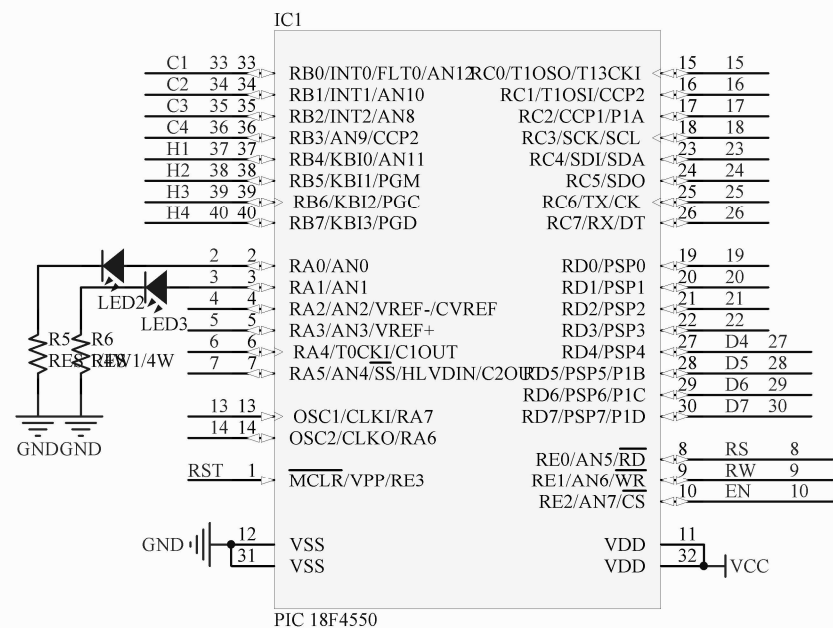 IC1
C1 33 33 RB0/INT0/FLT0/AN12 RC0/T1OSO/T13CKI 15 15
C2 34 34 RB1/INT1/AN10 RC1/T1OSI/CCP2 16 16
C3 35 35 RB2/INT2/AN8 RC2/CCP1/P1A 17 17
C4 36 36 RB3/AN9/CCP2 RC3/SCK/SCL 18 18
H1 37 37 RB4/KBI0/AN11 RC4/SDI/SDA 23 23
H2 38 38 RB5/KBI1/PGM RC5/SDO 24 24
H3 39 39 RB6/KBI2/PGC RC6/TX/CK 25 25
H4 40 40 RB7/KBI3/PGD RC7/RX/DT 26 26
2 2 RA0/AN0 RD0/PSP0 19 19
3 3 RA1/AN1 RD1/PSP1 20 20
LED2 4 4 RA2/AN2/VREF-/CVREF RD2/PSP2 21 21
LED3 5 5 RA3/AN3/VREF+ RD3/PSP3 22 22
R5 R6 6 6 RA4/T0CKI/C1OUT RD4/PSP4 27 D4 27
1/4W 7 7 RA5/AN4/SS/HLVDIN/C2OUT RD5/PSP5/P1B 28 D5 28
RD6/PSP6/P1C 29 D6 29
13 13 OSC1/CLKI/RA7 RD7/PSP7/P1D 30 D7 30
14 14 OSC2/CLKO/RA6
GND GND
RE0/AN5/RD 8 RS 8
RST 1 MCLR/VPP/RE3 RE1/AN6/WR 9 RW 9
RE2/AN7/CS 10 EN 10
GND 12 VSS VDD 11
31 VSS VDD 32 VCC
PIC 18F4550